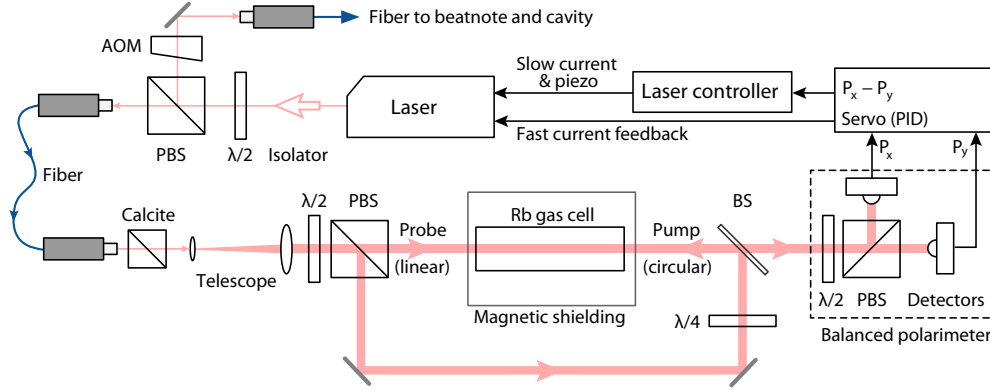 Fiber to beatnote and cavity
AOM
Slow current
& piezo
Laser controller
Pₓ – Pᵧ
Servo (PID)
Laser
Fast current feedback
PBS
λ/2
Isolator
Pₓ
Pᵧ
Fiber
Calcite
λ/2
PBS
Rb gas cell
BS
Probe
(linear)
Pump
(circular)
Telescope
Magnetic shielding
λ/4
λ/2
PBS
Detectors
Balanced polarimeter